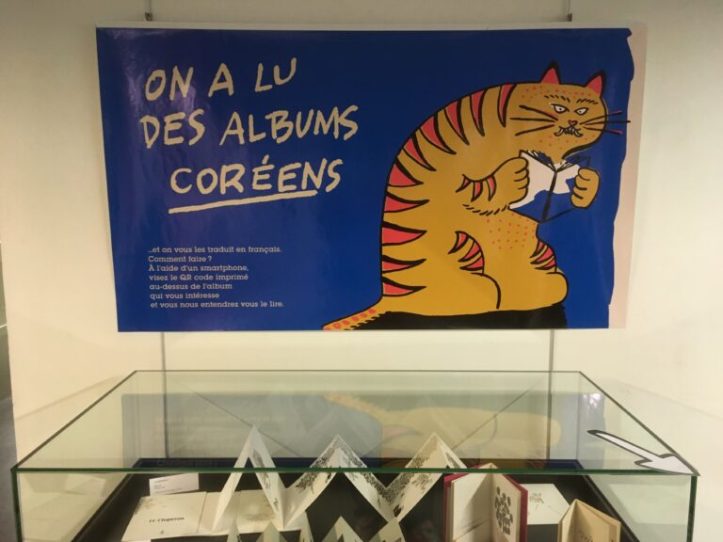 ON A LU
DES ALBUMS
CORÉENS
...et on vous les traduit en français.
Comment faire ?
À l'aide d'un smartphone,
visez le QR code imprimé
au-dessus de l'album
qui vous intéresse
et vous nous entendrez vous le lire.